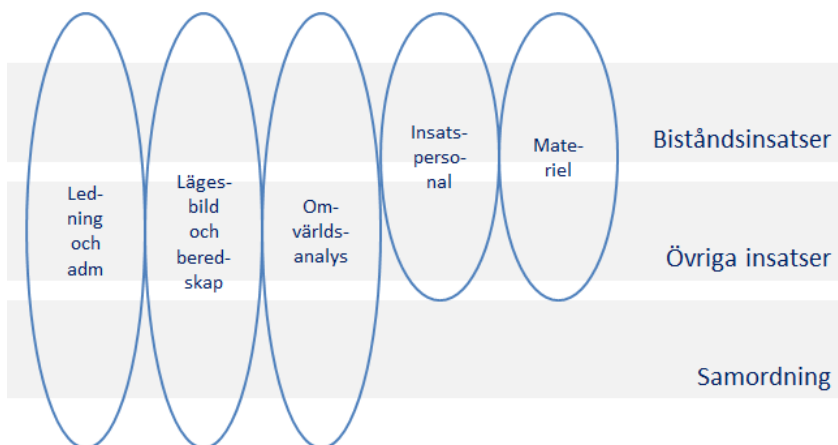 Led-
ning
och
adm
Läges-
bild
och
bered-
skap
Om-
världs-
analys
Insats-
perso-
nal
Mate-
riel
Biståndsinsatser
Övriga insatser
Samordning